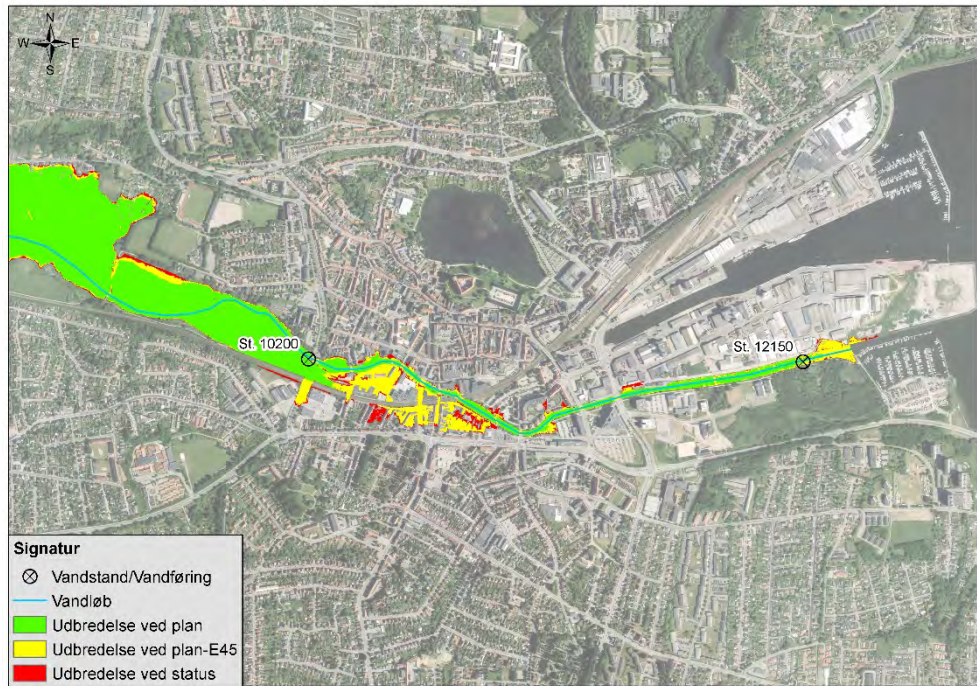 N
W E
S
St. 10200
St. 12150
Signatur
Vandstand/Vandføring
Vandløb
Udbredelse ved plan
Udbredelse ved plan-E45
Udbredelse ved status